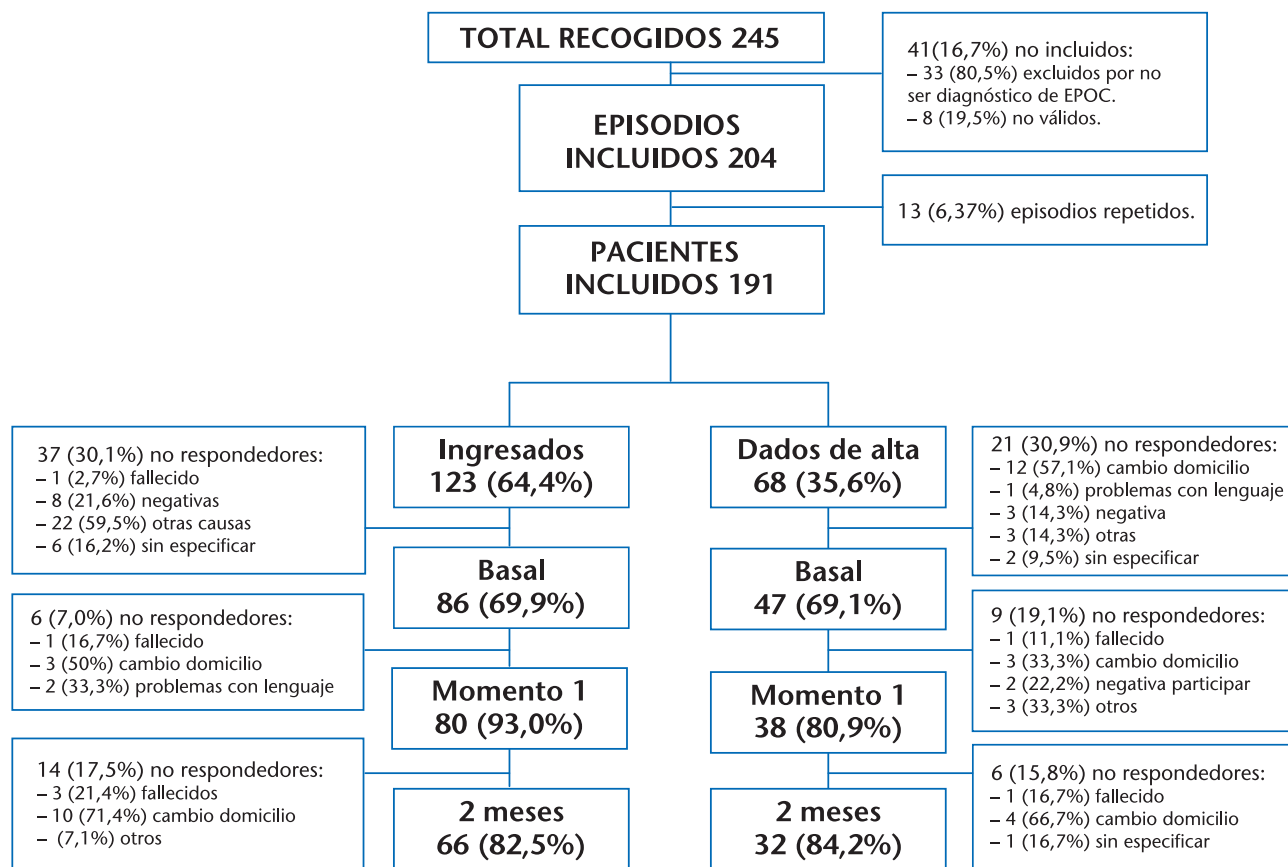 TOTAL RECOGIDOS 245
41(16,7%) no incluidos:
– 33 (80,5%) excluidos por no
ser diagnóstico de EPOC.
– 8 (19,5%) no válidos.
EPISODIOS
INCLUIDOS 204
13 (6,37%) episodios repetidos.
PACIENTES
INCLUIDOS 191
Ingresados
123 (64,4%)
Dados de alta
68 (35,6%)
37 (30,1%) no respondedores:
– 1 (2,7%) fallecido
– 8 (21,6%) negativas
– 22 (59,5%) otras causas
– 6 (16,2%) sin especificar
21 (30,9%) no respondedores:
– 12 (57,1%) cambio domicilio
– 1 (4,8%) problemas con lenguaje
– 3 (14,3%) negativa
– 3 (14,3%) otras
– 2 (9,5%) sin especificar
Basal
86 (69,9%)
Basal
47 (69,1%)
6 (7,0%) no respondedores:
– 1 (16,7%) fallecido
– 3 (50%) cambio domicilio
– 2 (33,3%) problemas con lenguaje
9 (19,1%) no respondedores:
– 1 (11,1%) fallecido
– 3 (33,3%) cambio domicilio
– 2 (22,2%) negativa participar
– 3 (33,3%) otros
Momento 1
80 (93,0%)
Momento 1
38 (80,9%)
14 (17,5%) no respondedores:
– 3 (21,4%) fallecidos
– 10 (71,4%) cambio domicilio
– (7,1%) otros
6 (15,8%) no respondedores:
– 1 (16,7%) fallecido
– 4 (66,7%) cambio domicilio
– 1 (16,7%) sin especificar
2 meses
66 (82,5%)
2 meses
32 (84,2%)